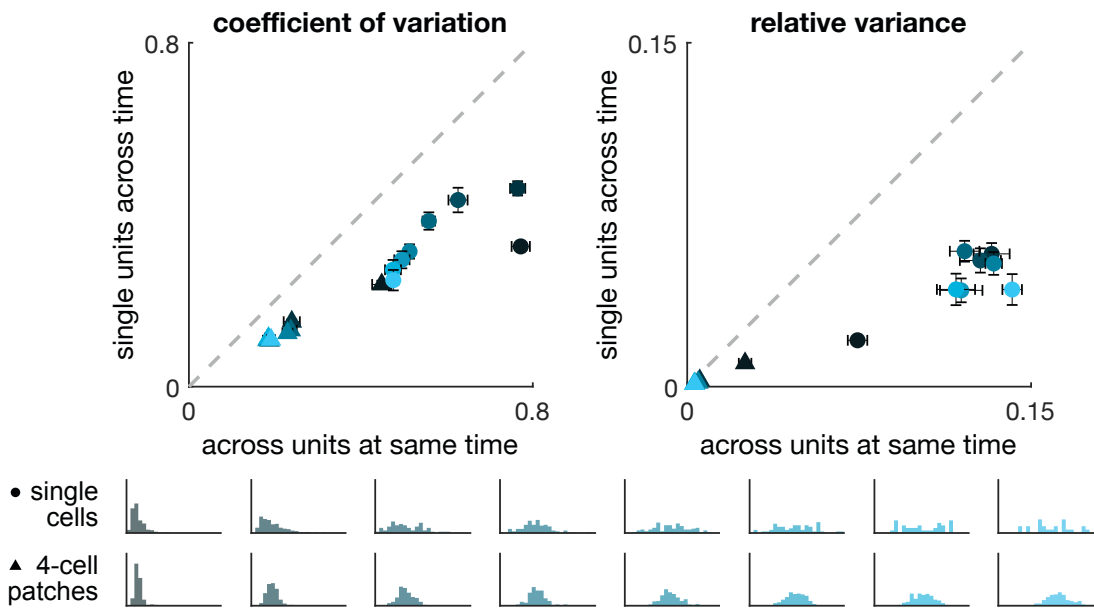 coefficient of variation
relative variance
0.8
single units across time
0
0
0.8
across units at same time
0.15
single units across time
0
0
0.15
across units at same time
single
cells
4-cell
patches